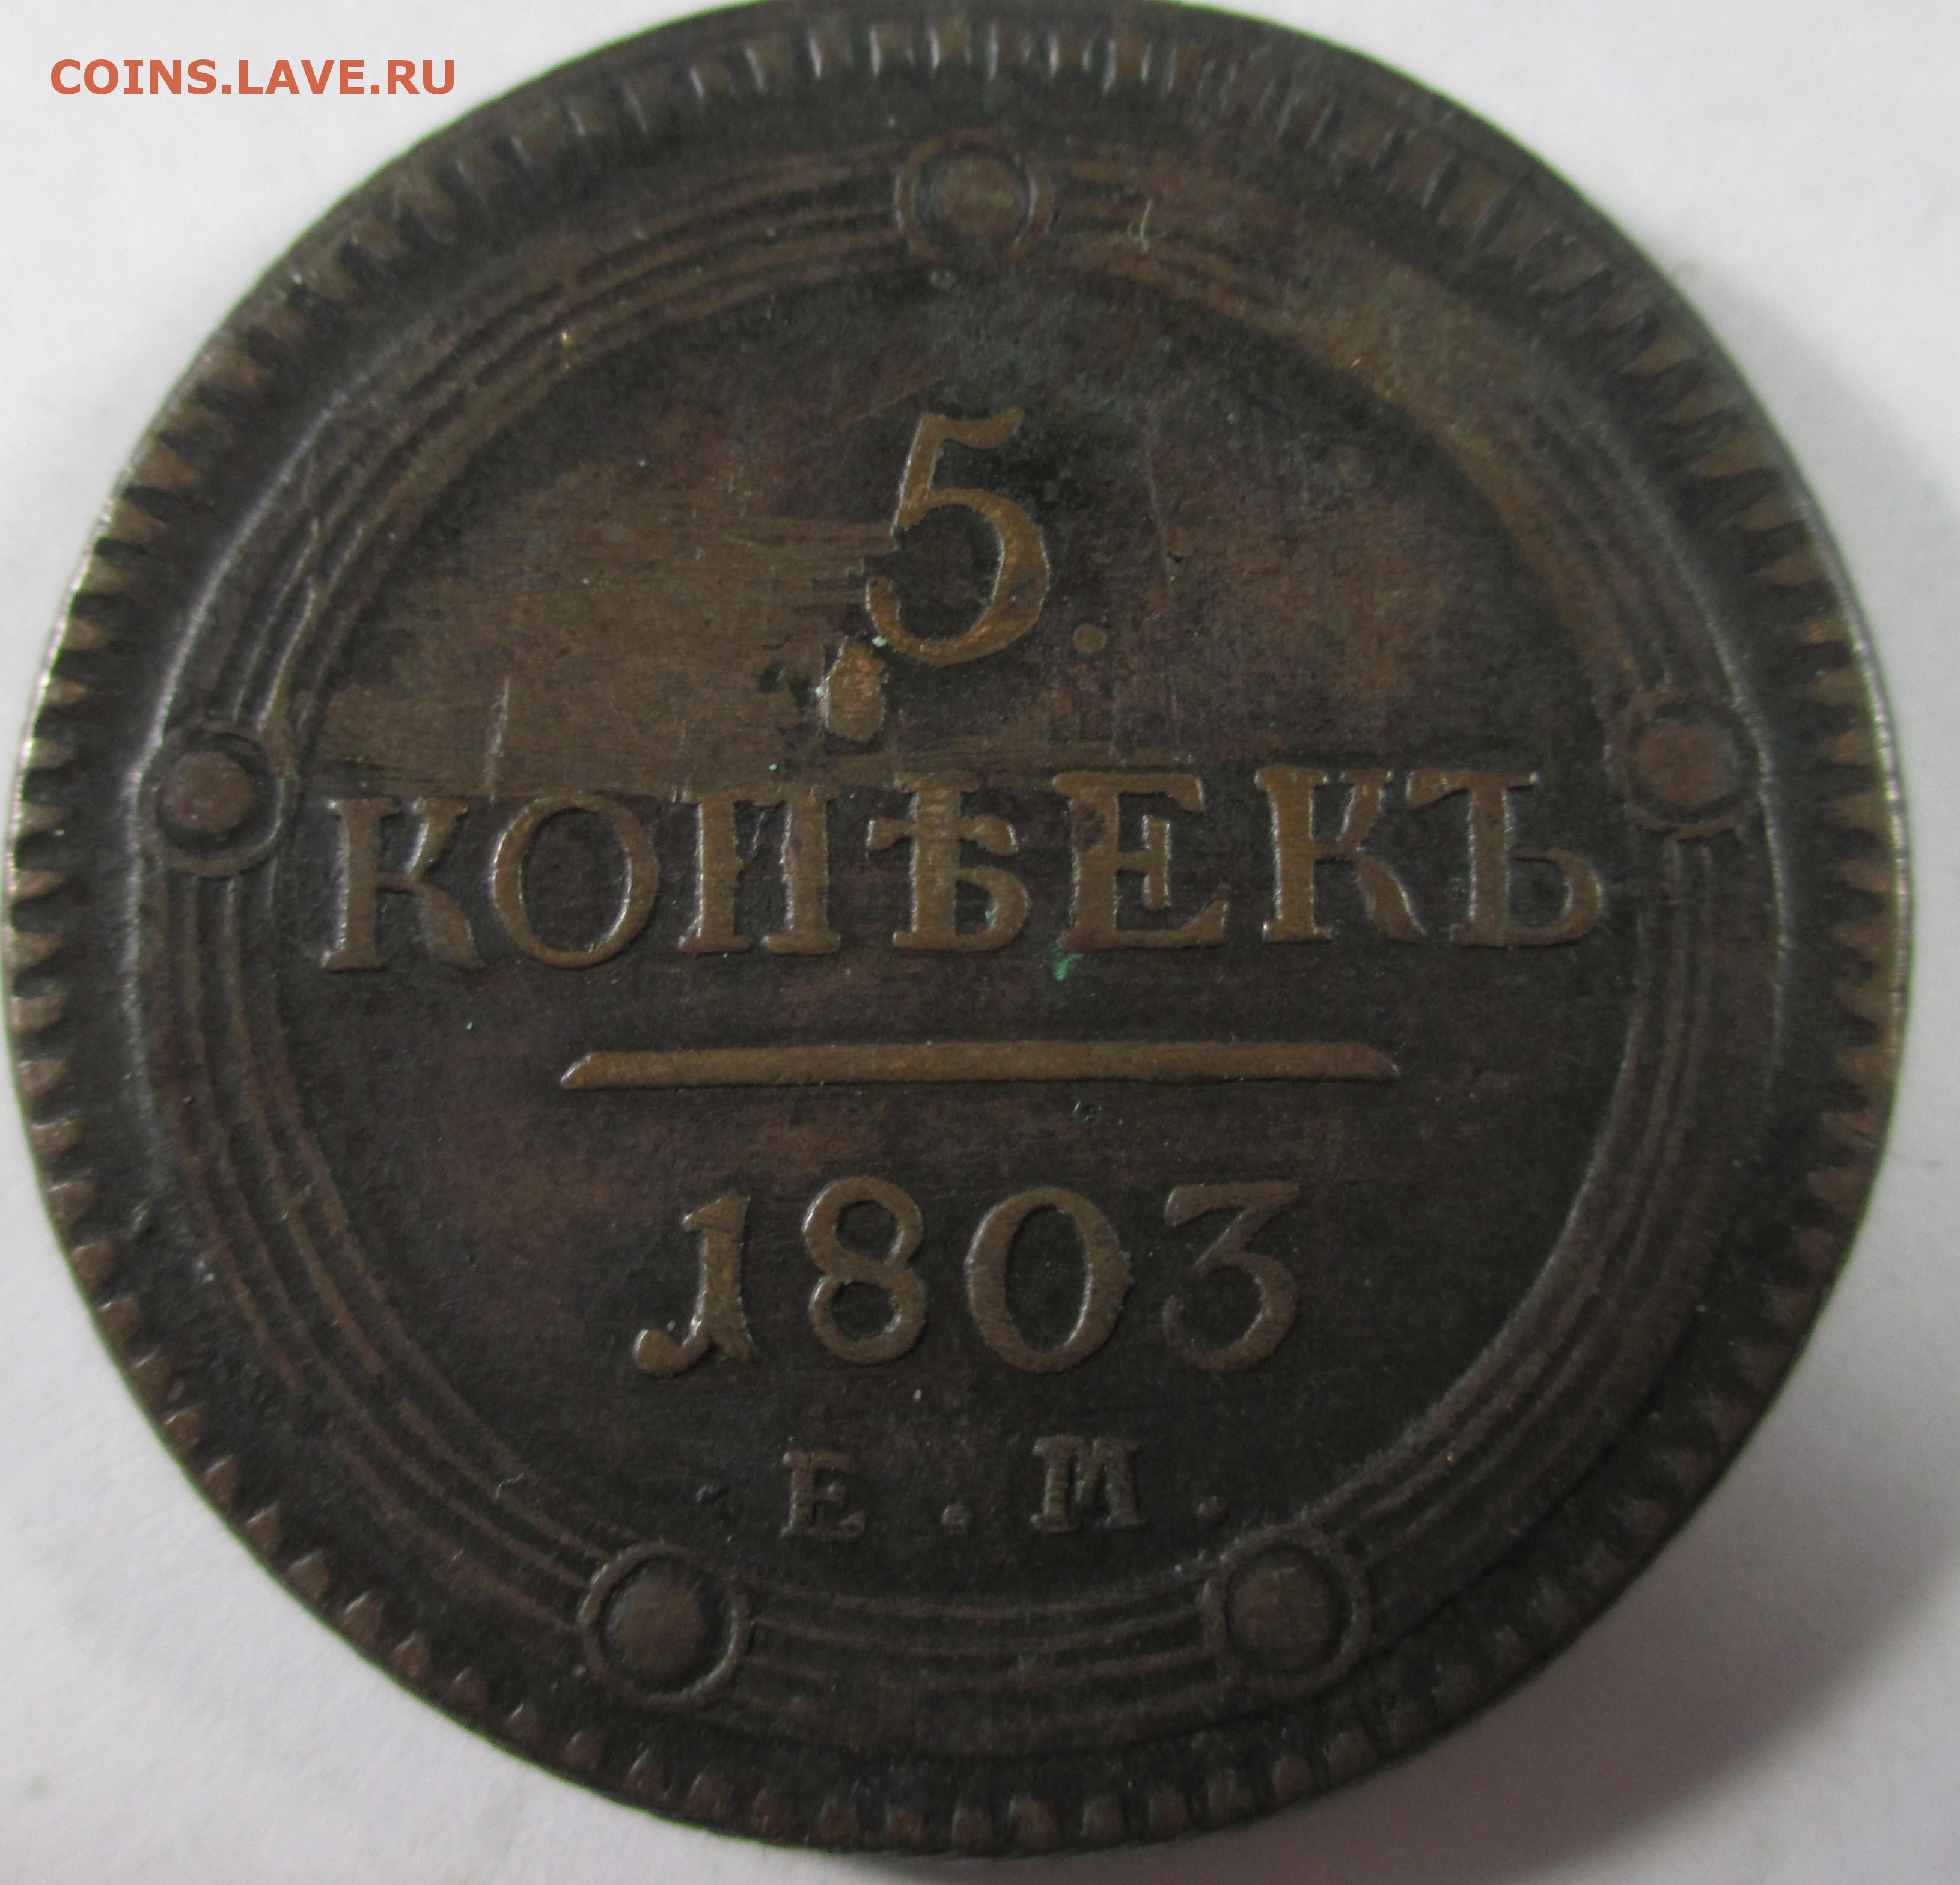 COINS.LAVE.RU
5.
КОПѢЕКЪ
1803
. Е . М .